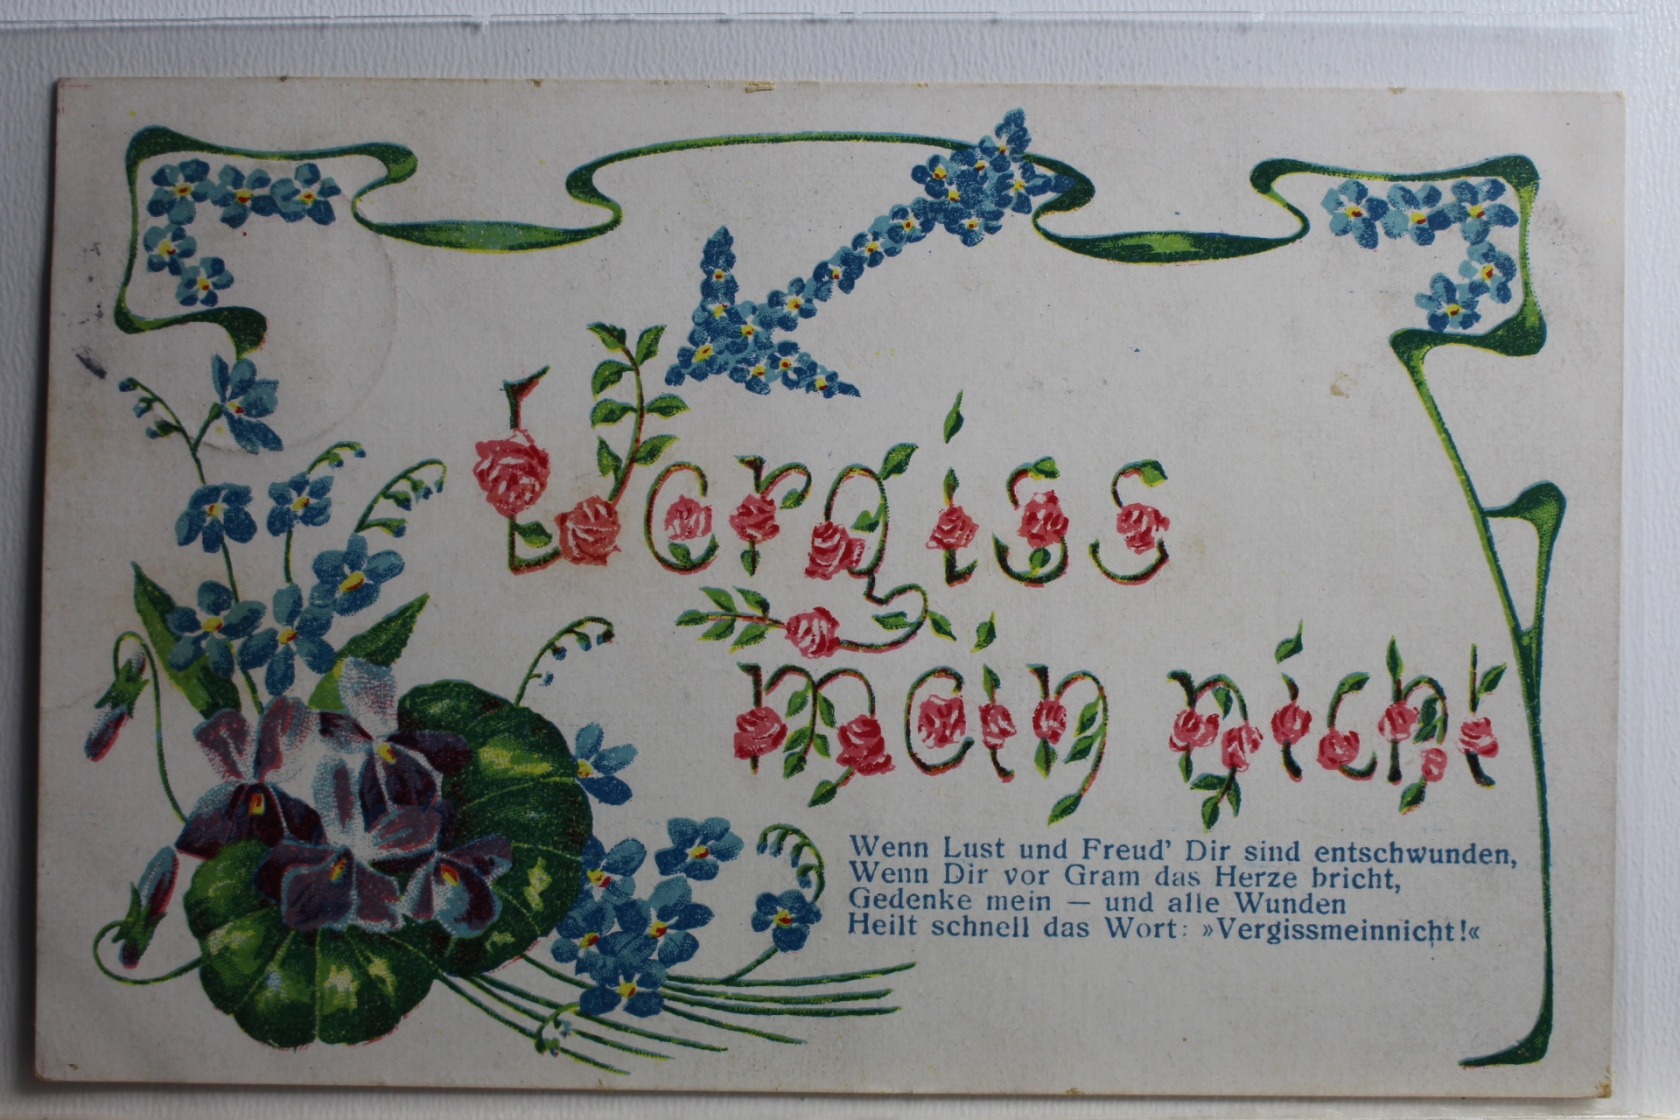 Vergiss
mein nicht
Wenn Lust und Freud' Dir sind entschwunden,
Wenn Dir vor Gram das Herze bricht,
Gedenke mein — und alle Wunden
Heilt schnell das Wort: »Vergissmeinnicht!«